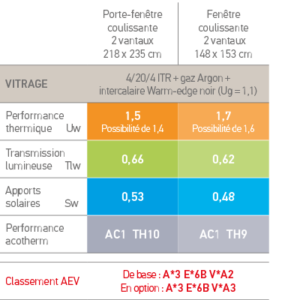 Porte-fenêtre
coulissante
2 vantaux
218 x 235 cm
Fenêtre
coulissante
2 vantaux
148 x 153 cm
VITRAGE
4/20/4 ITR + gaz Argon +
intercalaire Warm-edge noir (Ug = 1,1)
Performance
thermique Uw
1,5
Possibilité de 1,4
1,7
Possibilité de 1,6
Transmission
lumineuse Tlw
0,66
0,62
Apports
solaires Sw
0,53
0,48
Performance
acotherm
AC1 TH10
AC1 TH9
Classement AEV
De base : A*3 E*6B V*A2
En option : A*3 E*6B V*A3